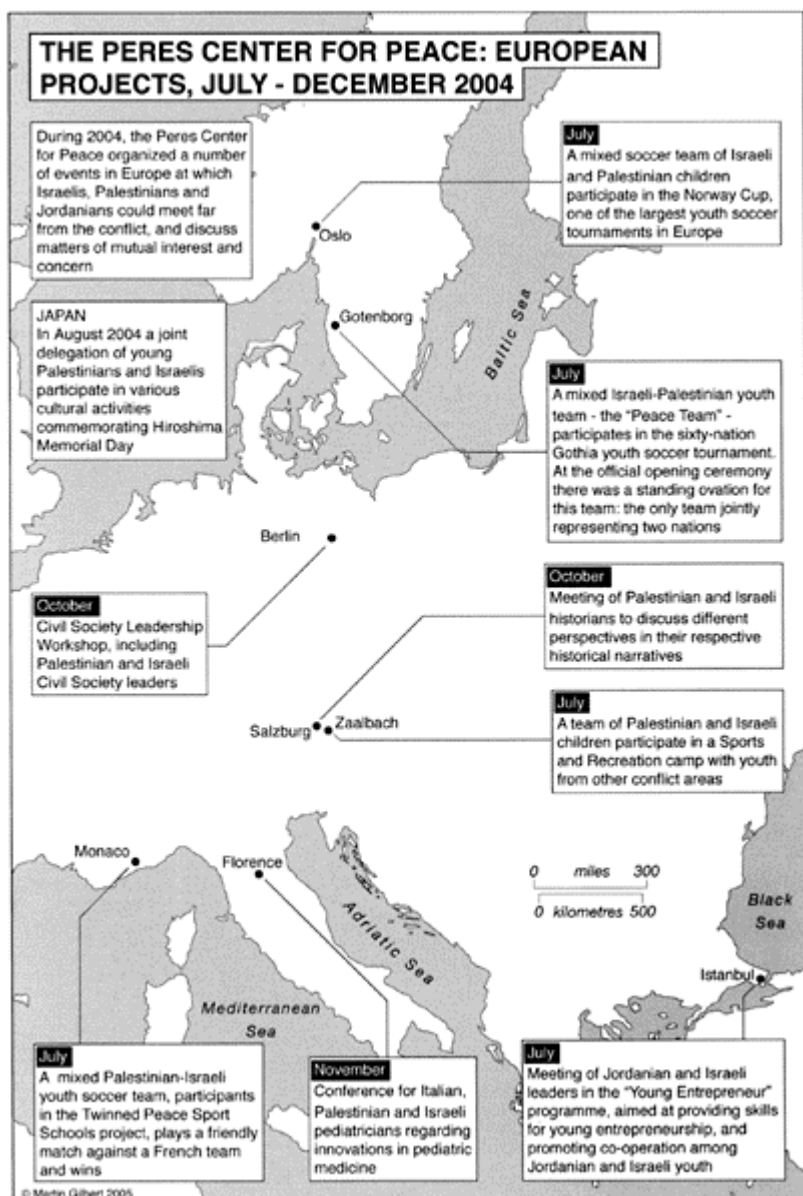 THE PERES CENTER FOR PEACE: EUROPEAN
PROJECTS, JULY - DECEMBER 2004
During 2004, the Peres Center
for Peace organized a number
of events in Europe at which
Israelis, Palestinians and
Jordanians could meet far
from the conflict, and discuss
matters of mutual interest and
concern
July
A mixed soccer team of Israeli
and Palestinian children
participate in the Norway Cup,
one of the largest youth soccer
tournaments in Europe
Oslo
JAPAN
In August 2004 a joint
delegation of young
Palestinians and Israelis
participate in various
cultural activities
commemorating Hiroshima
Memorial Day
Gotenborg
Baltic Sea
July
A mixed Israeli-Palestinian youth
team - the "Peace Team" -
participates in the sixty-nation
Gothia youth soccer tournament.
At the official opening ceremony
there was a standing ovation for
this team: the only team jointly
representing two nations
Berlin
October
Civil Society Leadership
Workshop, including
Palestinian and Israeli
Civil Society leaders
October
Meeting of Palestinian and Israeli
historians to discuss different
perspectives in their respective
historical narratives
Salzburg
Zaalbach
July
A team of Palestinian and Israeli
children participate in a Sports
and Recreation camp with youth
from other conflict areas
Monaco
Florence
0 miles 300
0 kilometres 500
Adriatic Sea
Black
Sea
Istanbul
Mediterranean
Sea
July
A mixed Palestinian-Israeli
youth soccer team, participants
in the Twinned Peace Sport
Schools project, plays a friendly
match against a French team
and wins
November
Conference for Italian,
Palestinian and Israeli
pediatricians regarding
innovations in pediatric
medicine
July
Meeting of Jordanian and Israeli
leaders in the "Young Entrepreneur"
programme, aimed at providing skills
for young entrepreneurship, and
promoting co-operation among
Jordanian and Israeli youth
© Martin Gilbert 2005